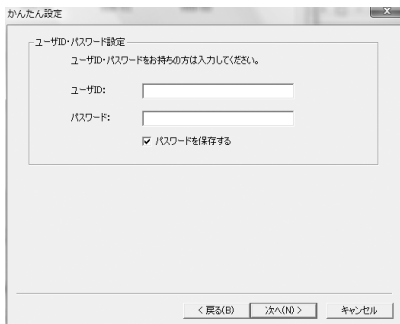 かんたん設定
ユーザID・パスワード設定
ユーザID・パスワードをお持ちの方は入力してください。
ユーザID:
パスワード:
パスワードを保存する
< 戻る(B)
次へ(N) >
キャンセル